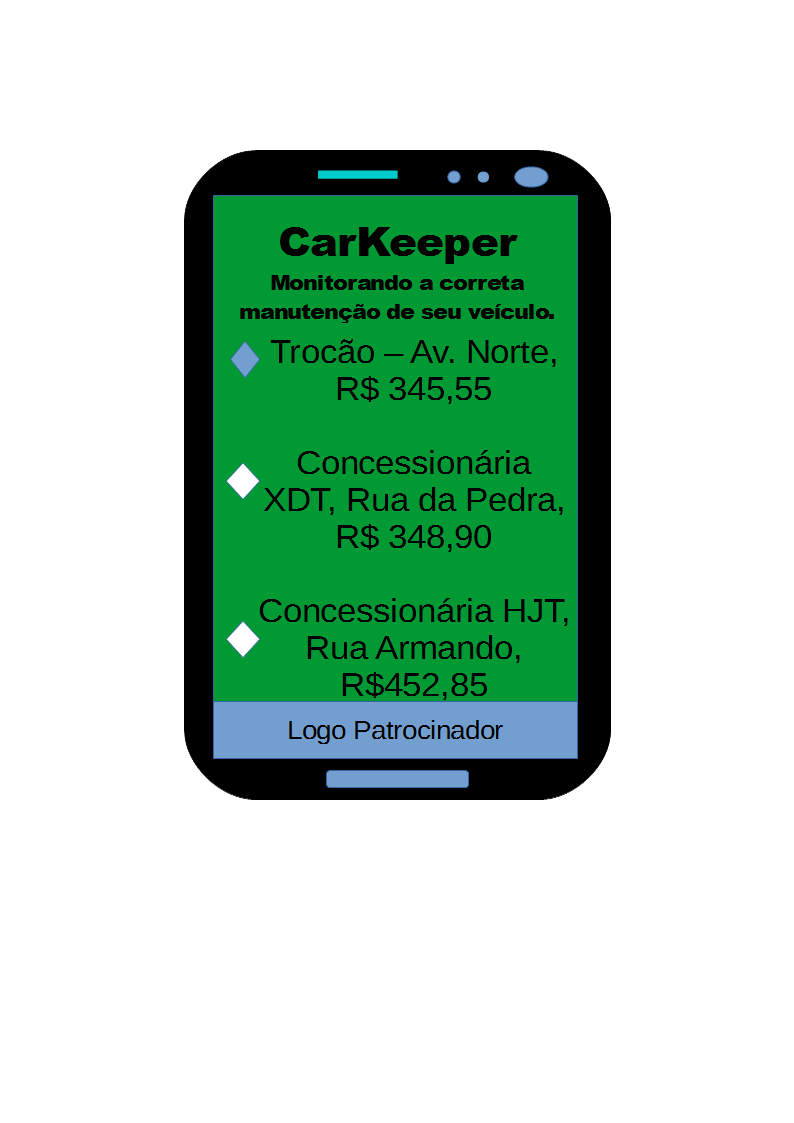 CarKeeper
Monitorando a correta
manutenção de seu veículo.
Trocão – Av. Norte,
R$ 345,55
Concessionária
XDT, Rua da Pedra,
R$ 348,90
Concessionária HJT,
Rua Armando,
R$452,85
Logo Patrocinador